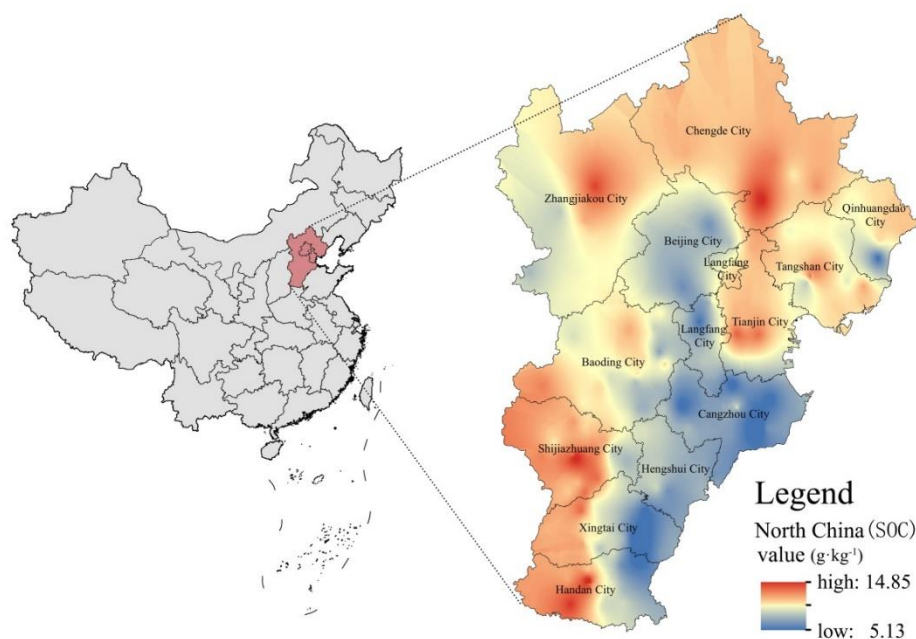 Chengde City
Zhangjiakou City
Qinhuangdao
City
Beijing City
Langfang
City
Tangshan City
Langfang
City
Tianjin City
Baoding City
Cangzhou City
Shijiazhuang City
Hengshui City
Xingtai City
Handan City
Legend
North China (SOC)
value (g·kg⁻¹)
high: 14.85
low: 5.13